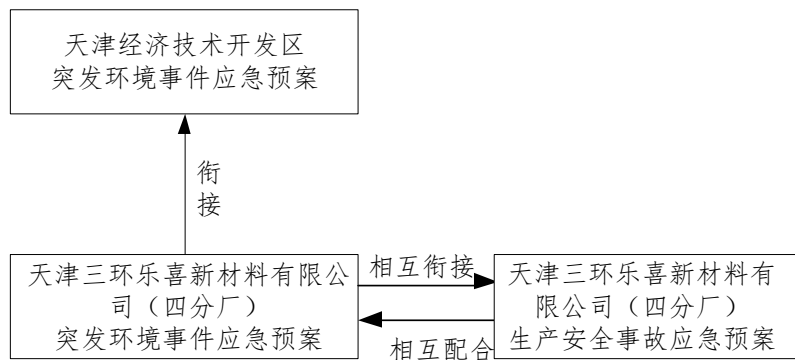 天津经济技术开发区
突发环境事件应急预案
衔
接
天津三环乐喜新材料有限公
司（四分厂）
突发环境事件应急预案
相互衔接
相互配合
天津三环乐喜新材料有
限公司（四分厂）
生产安全事故应急预案